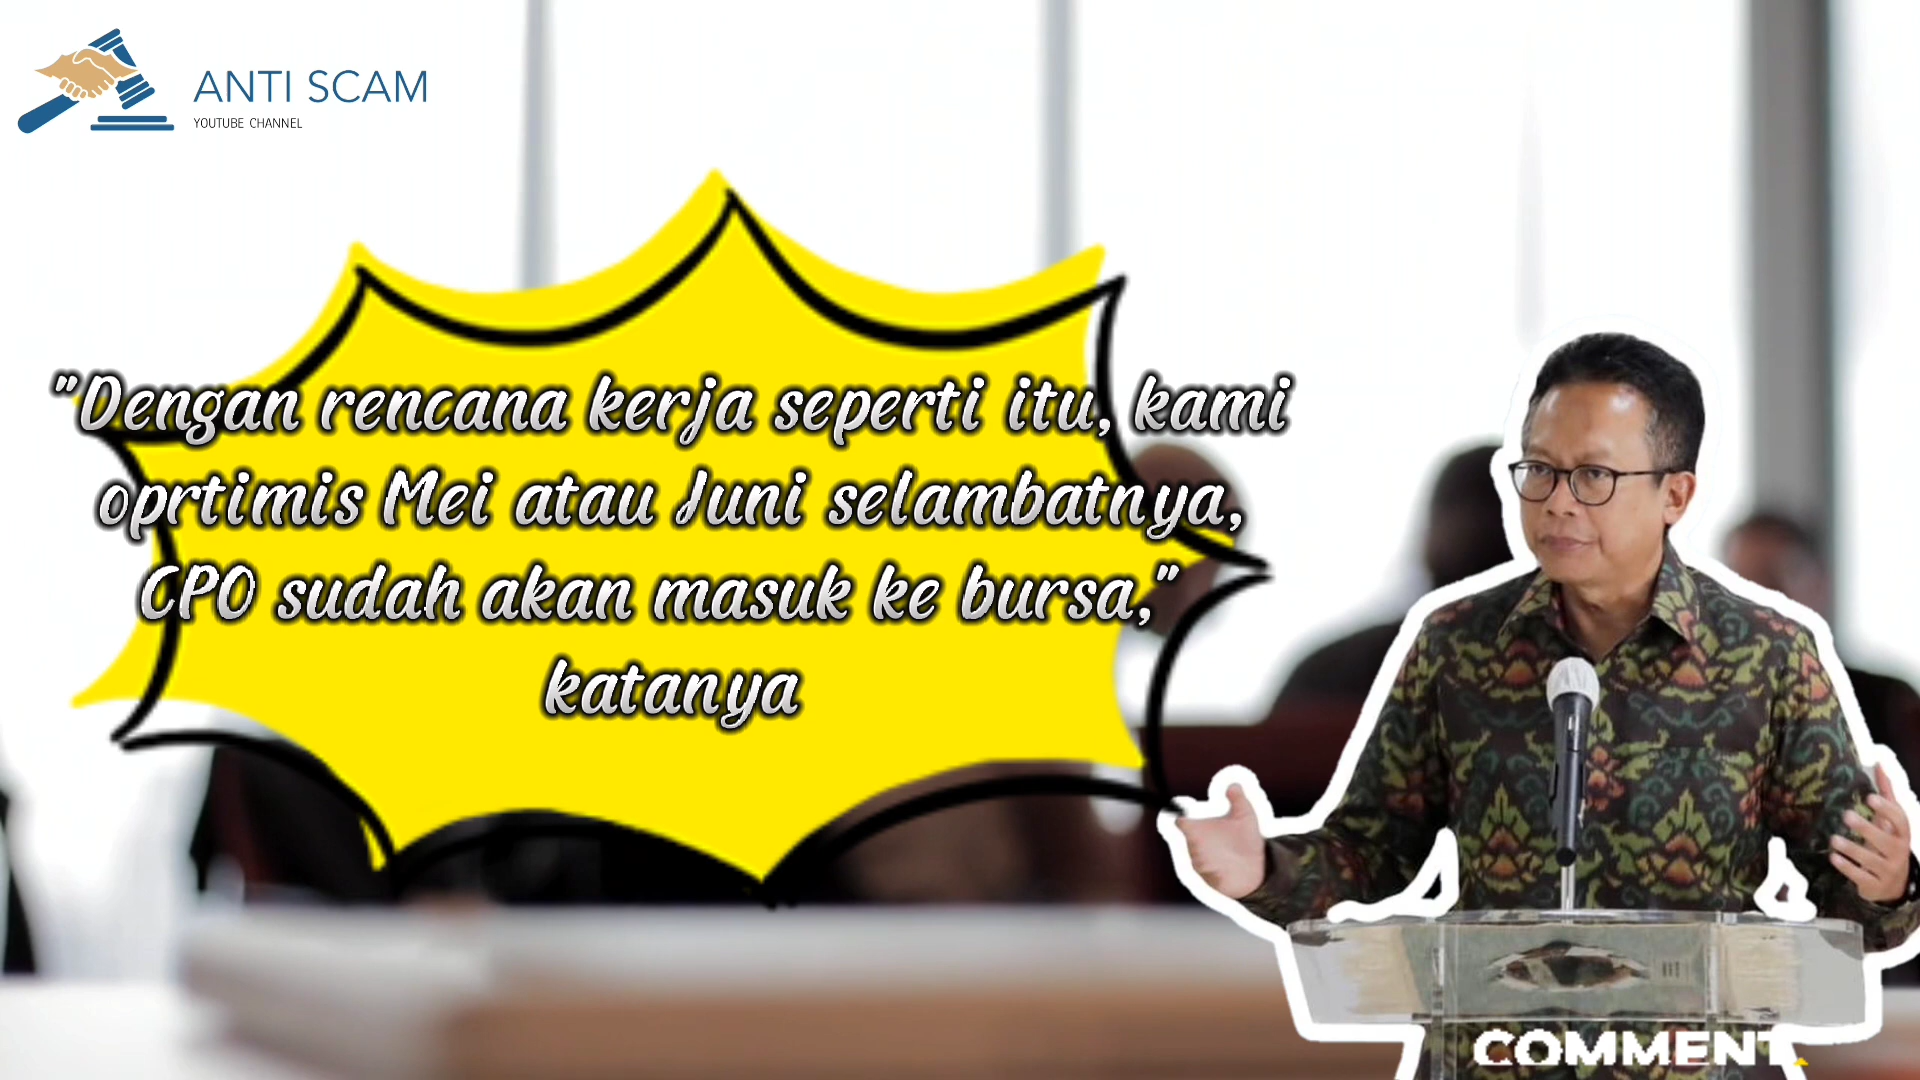 ANTI SCAM
YOUTUBE CHANNEL
"Dengan rencana kerja seperti itu, kami
oprtimis Mei atau Juni selambatnya,
CPO sudah akan masuk ke bursa,"
katanya
COMMENT.